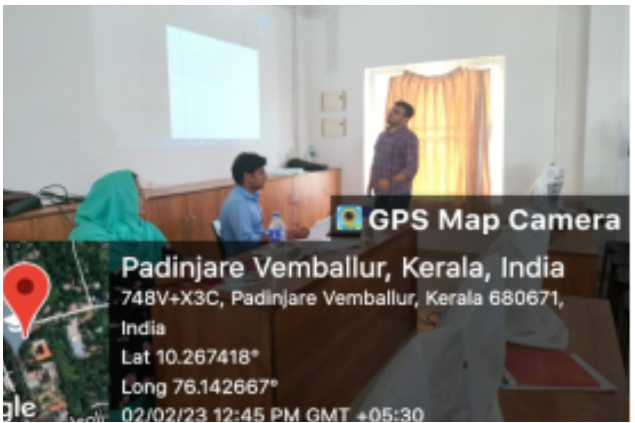 GPS Map Camera
Padinjare Vemballur, Kerala, India
748V+X3C, Padinjare Vemballur, Kerala 680671,
India
Lat 10.267418°
Long 76.142667°
02/02/23 12:45 PM GMT +05:30
gle